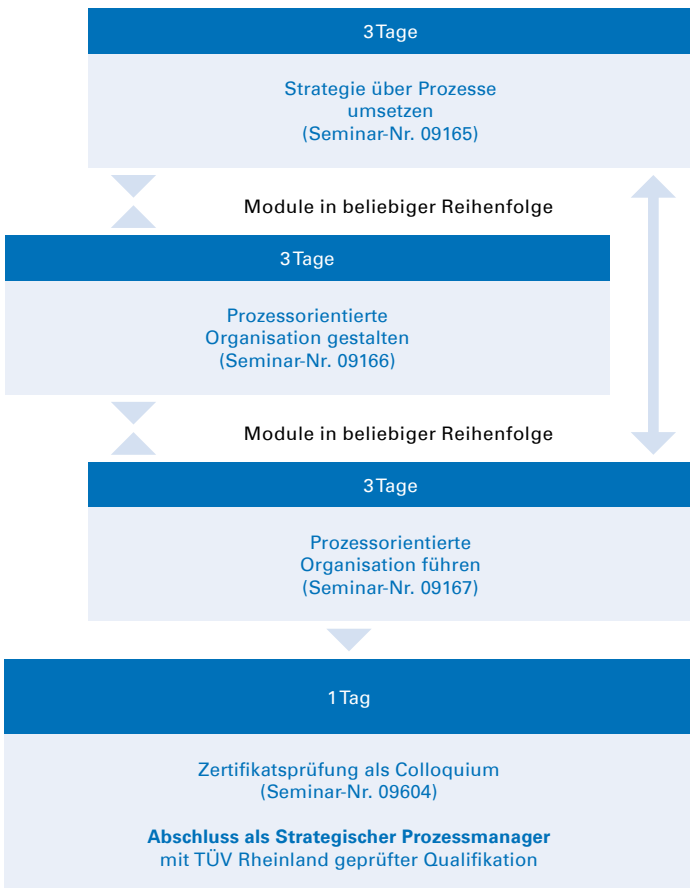 3 Tage
Strategie über Prozesse
umsetzen
(Seminar-Nr. 09165)
Module in beliebiger Reihenfolge
3 Tage
Prozessorientierte
Organisation gestalten
(Seminar-Nr. 09166)
Module in beliebiger Reihenfolge
3 Tage
Prozessorientierte
Organisation führen
(Seminar-Nr. 09167)
1 Tag
Zertifikatsprüfung als Colloquium
(Seminar-Nr. 09604)
Abschluss als Strategischer Prozessmanager
mit TÜV Rheinland geprüfter Qualifikation